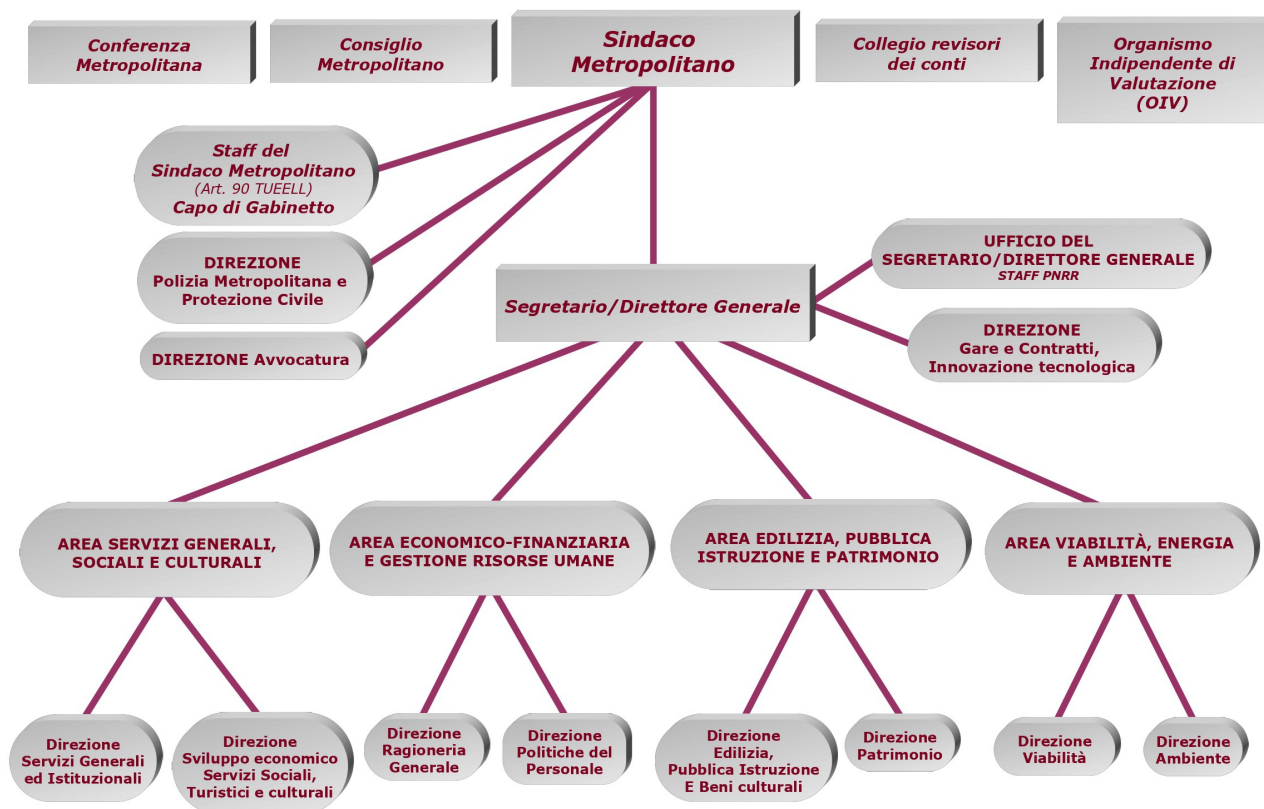 Conferenza
Metropolitana
Consiglio
Metropolitano
Sindaco
Metropolitano
Collegio revisori
dei conti
Organismo
Indipendente di
Valutazione
(OIV)
Staff del
Sindaco Metropolitano
(Art. 90 TUEELL)
Capo di Gabinetto
DIREZIONE
Polizia Metropolitana e
Protezione Civile
DIREZIONE Avvocatura
Segretario/Direttore Generale
UFFICIO DEL
SEGRETARIO/DIRETTORE GENERALE
STAFF PNRR
DIREZIONE
Gare e Contratti,
Innovazione tecnologica
AREA SERVIZI GENERALI,
SOCIALI E CULTURALI
AREA ECONOMICO-FINANZIARIA
E GESTIONE RISORSE UMANE
AREA EDILIZIA, PUBBLICA
ISTRUZIONE E PATRIMONIO
AREA VIABILITÀ, ENERGIA
E AMBIENTE
Direzione
Servizi Generali
ed Istituzionali
Direzione
Sviluppo economico
Servizi Sociali,
Turistici e culturali
Direzione
Ragioneria
Generale
Direzione
Politiche del
Personale
Direzione
Edilizia,
Pubblica Istruzione
E Beni culturali
Direzione
Patrimonio
Direzione
Viabilità
Direzione
Ambiente